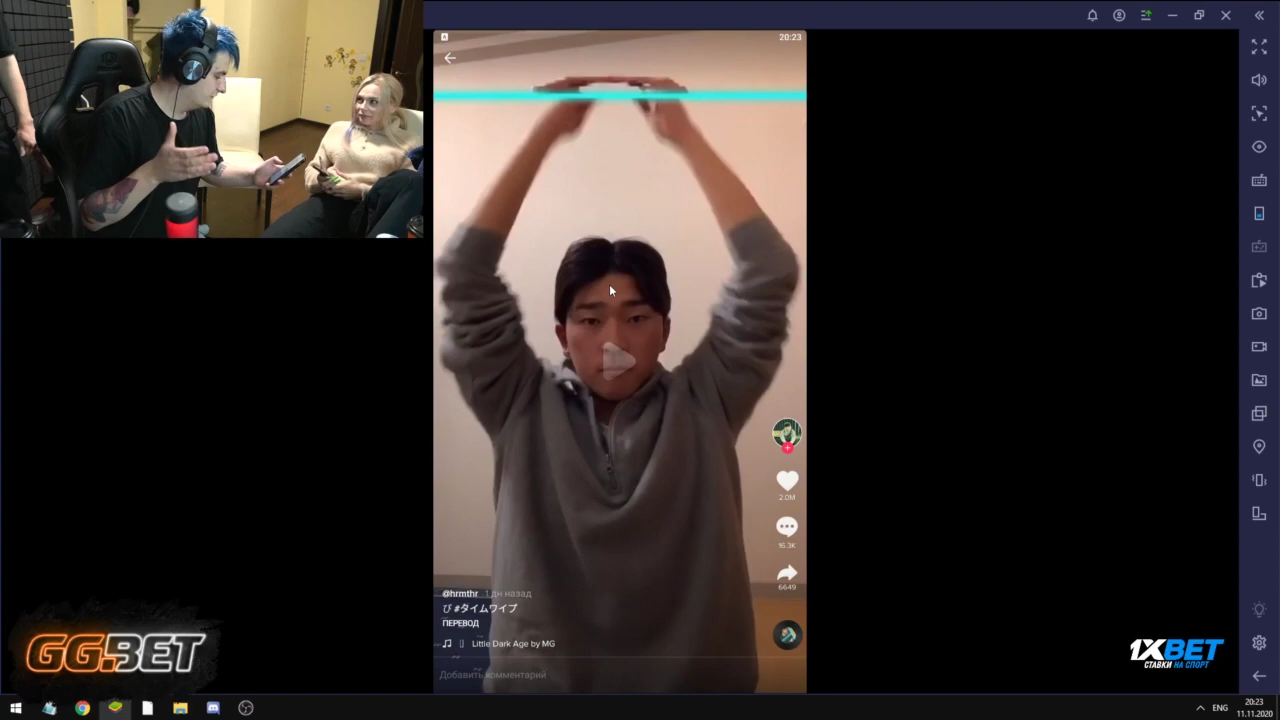 20:23
2.0M
16.3K
6649
@hrmthr 1 дн назад
び #タイムワイプ
ПЕРЕВОД
Little Dark Age by MG
Добавить комментарий
GG.BET
1XBET
СТАВКИ НА СПОРТ
ENG
20:23
11.11.2020